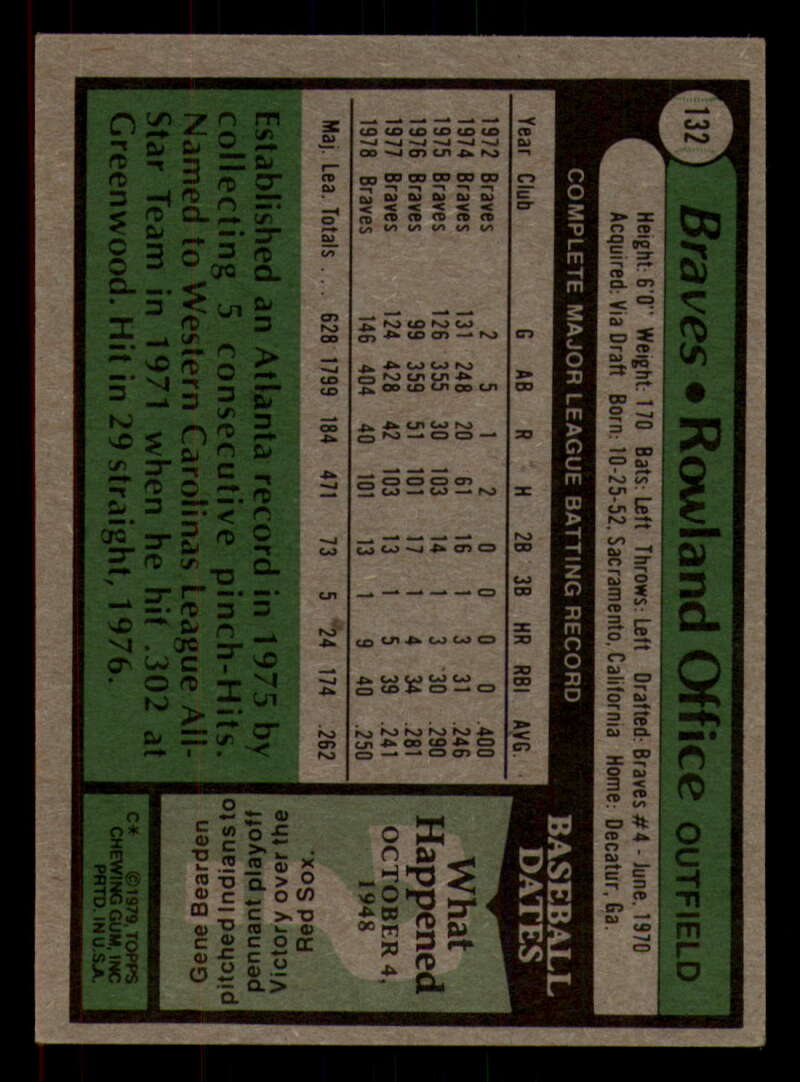 132
Braves • Rowland Office OUTFIELD
Height: 6'0" Weight: 170 Bats: Left Throws: Left Drafted: Braves #4 - June, 1970
Acquired: Via Draft Born: 10-25-52, Sacramento, California Home: Decatur, Ga.
COMPLETE MAJOR LEAGUE BATTING RECORD
Year Club G AB R H 2B 3B HR RBI AVG.
1972 Braves 2 5 1 2 0 0 0 0 .400
1974 Braves 131 248 20 61 16 1 3 31 .246
1975 Braves 126 355 30 103 14 1 3 30 .290
1976 Braves 99 359 51 101 17 1 4 34 .281
1977 Braves 124 428 42 103 13 1 5 39 .241
1978 Braves 146 404 40 101 13 1 9 40 .250
Maj. Lea. Totals .... 628 1799 184 471 73 5 24 174 .262
Established an Atlanta record in 1975 by
collecting 5 consecutive pinch-Hits.
Named to Western Carolinas League All-
Star Team in 1971 when he hit .302 at
Greenwood. Hit in 29 straight, 1976.
BASEBALL
DATES
What
Happened
OCTOBER 4,
1948
Gene Bearden
pitched Indians to
pennant playoff
Victory over the
Red Sox.
C* ©1979 TOPPS
CHEWING GUM, INC
PRTD. IN U.S.A.